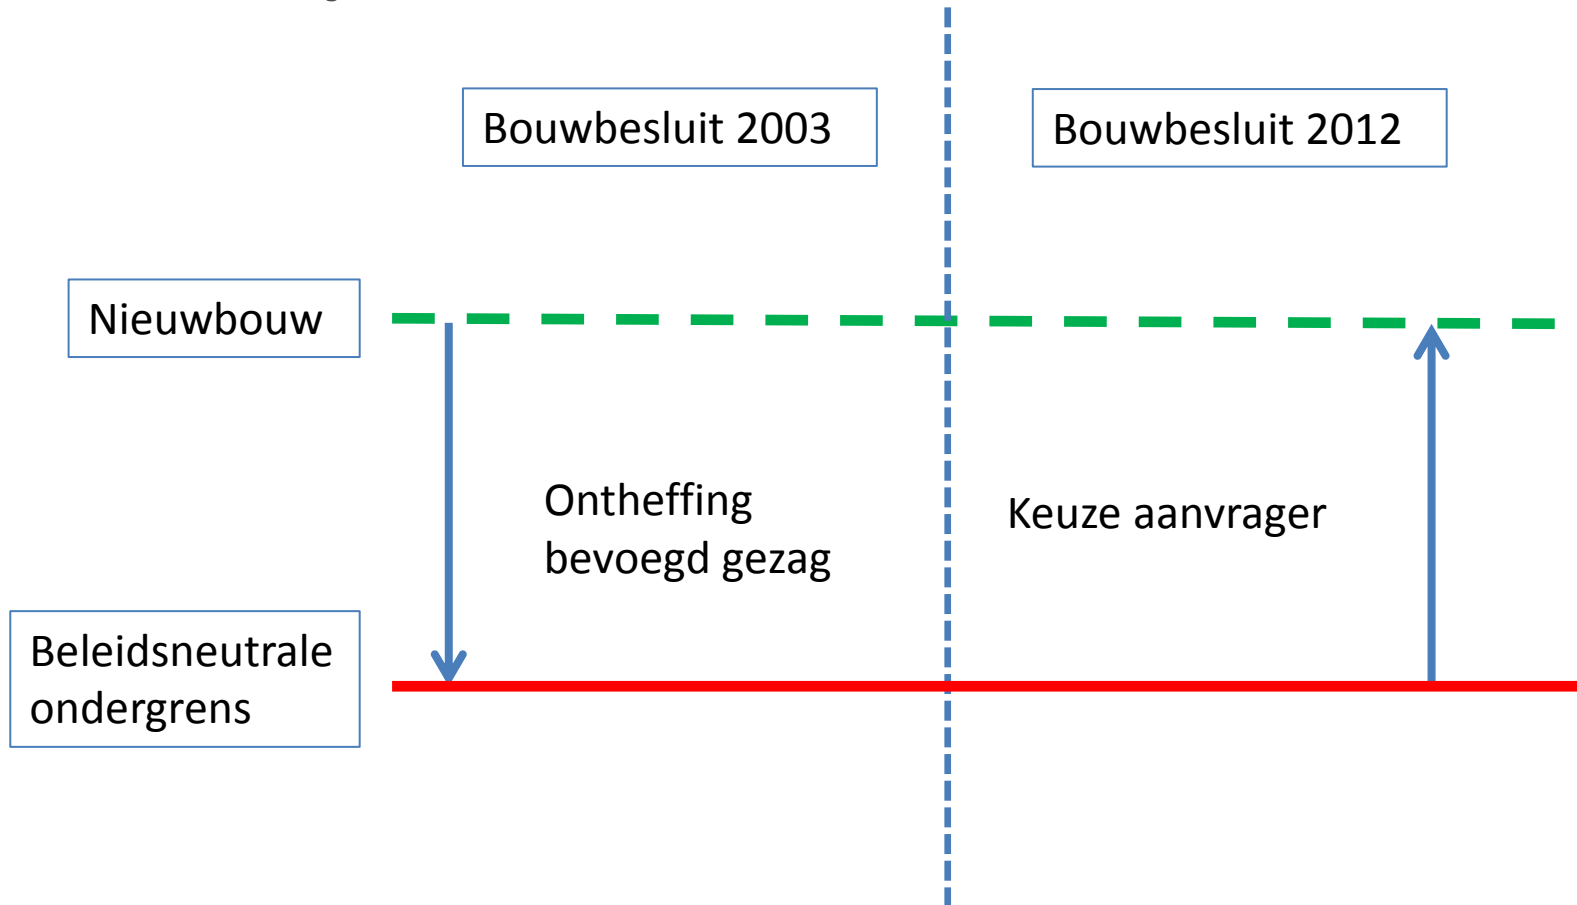 Bouwbesluit 2003
Bouwbesluit 2012
Nieuwbouw
Ontheffing
bevoegd gezag
Keuze aanvrager
Beleidsneutrale
ondergrens